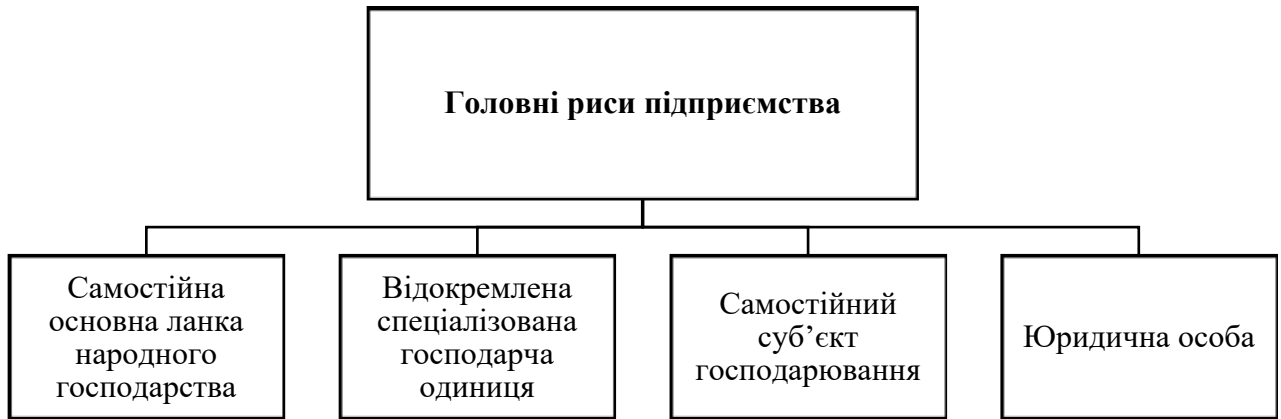 Головні риси підприємства
Самостійна
основна ланка
народного
господарства
Відокремлена
спеціалізована
господарча
одиниця
Самостійний
суб’єкт
господарювання
Юридична особа